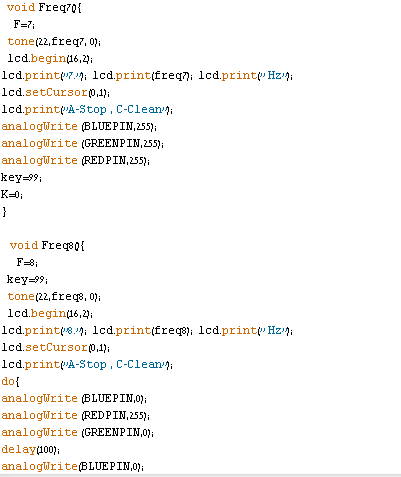 void Freq7(){
F=7;
tone(22,freq7, 0);
lcd.begin(16,2);
lcd.print("7."); lcd.print(freq7); lcd.print(" Hz");
lcd.setCursor(0,1);
lcd.print("A-Stop , C-Clean");
analogWrite (BLUEPIN,255);
analogWrite (GREENPIN,255);
analogWrite (REDPIN,255);
key=99;
K=0;
}
void Freq8(){
F=8;
key=99;
tone(22,freq8, 0);
lcd.begin(16,2);
lcd.print("8."); lcd.print(freq8); lcd.print(" Hz");
lcd.setCursor(0,1);
lcd.print("A-Stop , C-Clean");
do{
analogWrite (BLUEPIN,0);
analogWrite (REDPIN,255);
analogWrite (GREENPIN,0);
delay(100);
analogWrite(BLUEPIN,0);